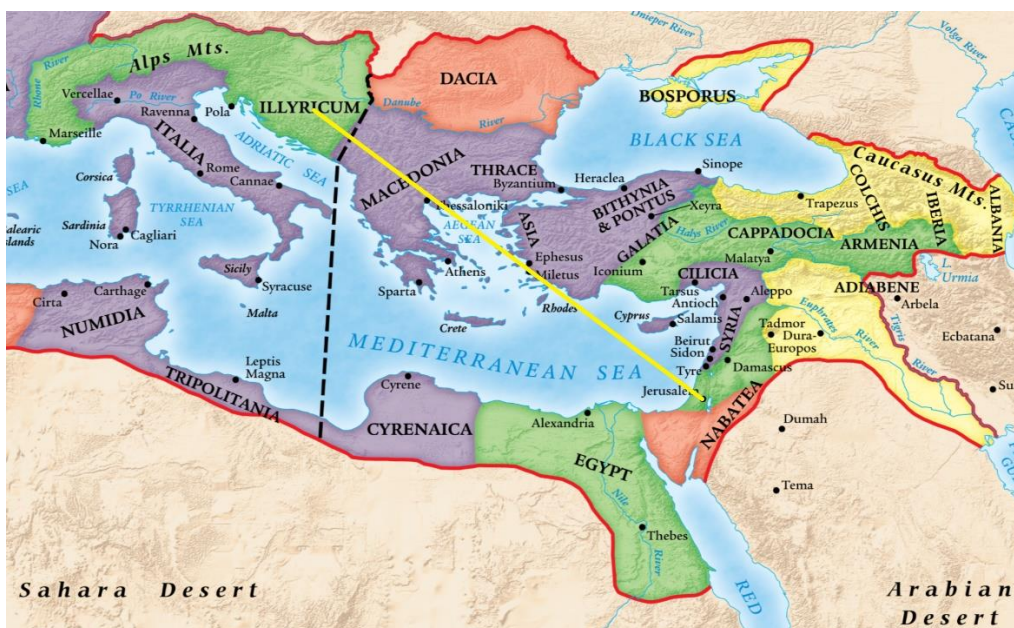 Dnieper River
Volga River
Alps Mts.
DACIA
Rhone
River
Vercellae
Po River
Ravenna
Pola
ILLYRICUM
Danube
River
BOSPORUS
Marseille
ITALIA
ADRIATIC SEA
MACEDONIA
THRACE
BLACK SEA
Caucasus Mts.
Corsica
Rome
Cannae
Byzantium
Heraclea
Sinope
BITHYNIA
& PONTUS
Xeyra
Trapezus
COLCHIS
IBERIA
ALBANIA
SEA
Sardinia
TYRRHENIAN
SEA
AEGEAN
SEA
ASIA
GALATIA
Halys River
CAPPADOCIA
ARMENIA
Nora
Cagliari
Ephesus
Iconium
Malatya
L.
Urmia
Sicily
Athens
Miletus
CILICIA
Tarsus
Antioch
Aleppo
ADIABENE
Cirta
Carthage
Syracuse
Sparta
Rhodes
Cyprus
Salamis
Arbela
NUMIDIA
Malta
Crete
SYRIA
Euphrates
River
Tigris
River
Tadmor
Dura-
Europos
Ebatana
Beirut
Sidon
Tyre
Damascus
MEDITERRANEAN SEA
Leptis
Magna
Cyrene
TRIPOLITANIA
CYRENAICA
Alexandria
NABATEA
Dumah
EGYPT
Tema
Nile
River
Thebes
RED
Sahara Desert
Arabian
Desert